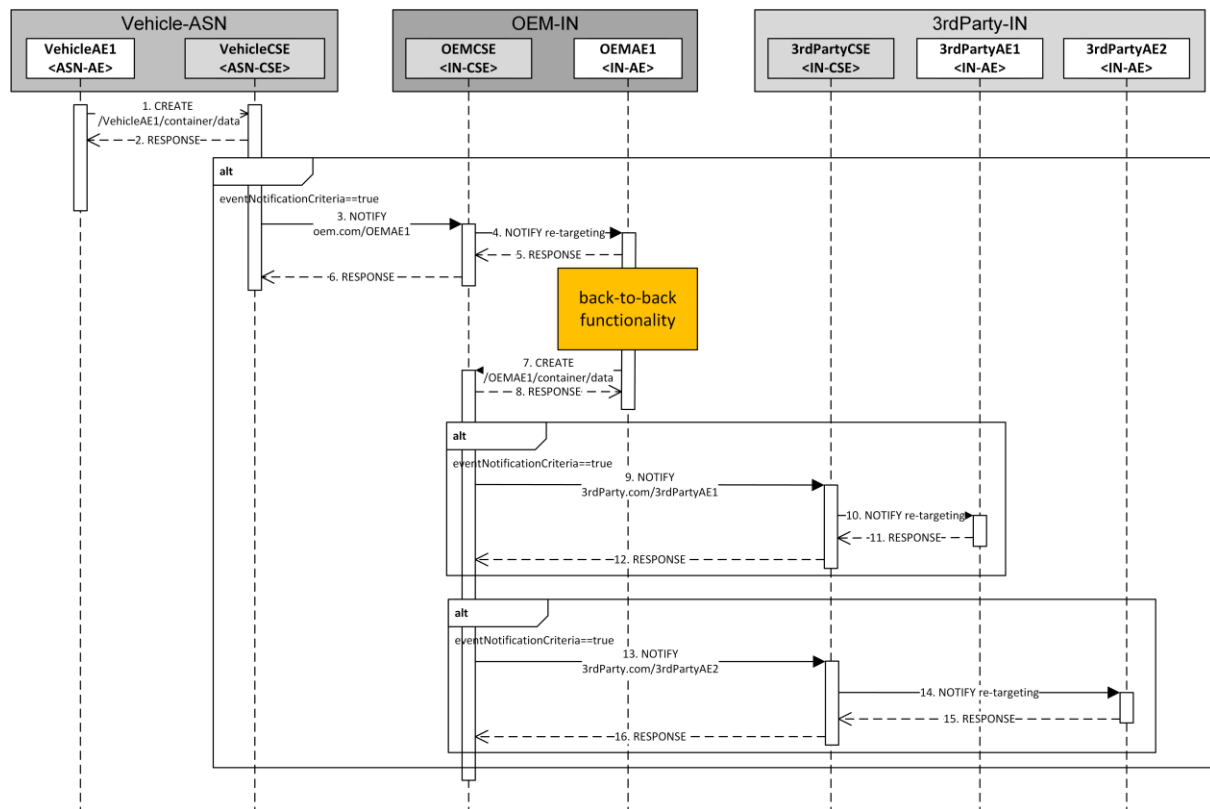 Vehicle-ASN
OEM-IN
3rdParty-IN
VehicleAE1
<ASN-AE>
VehicleCSE
<ASN-CSE>
OEMCSE
<IN-CSE>
OEMAE1
<IN-AE>
3rdPartyCSE
<IN-CSE>
3rdPartyAE1
<IN-AE>
3rdPartyAE2
<IN-AE>
1. CREATE
/VehicleAE1/container/data
2. RESPONSE
alt
eventNotificationCriteria==true
3. NOTIFY
oem.com/OEMAE1
4. NOTIFY re-targeting
5. RESPONSE
6. RESPONSE
back-to-back
functionality
7. CREATE
/OEMAE1/container/data
8. RESPONSE
alt
eventNotificationCriteria==true
9. NOTIFY
3rdParty.com/3rdPartyAE1
10. NOTIFY re-targeting
11. RESPONSE
12. RESPONSE
alt
eventNotificationCriteria==true
13. NOTIFY
3rdParty.com/3rdPartyAE2
14. NOTIFY re-targeting
15. RESPONSE
16. RESPONSE